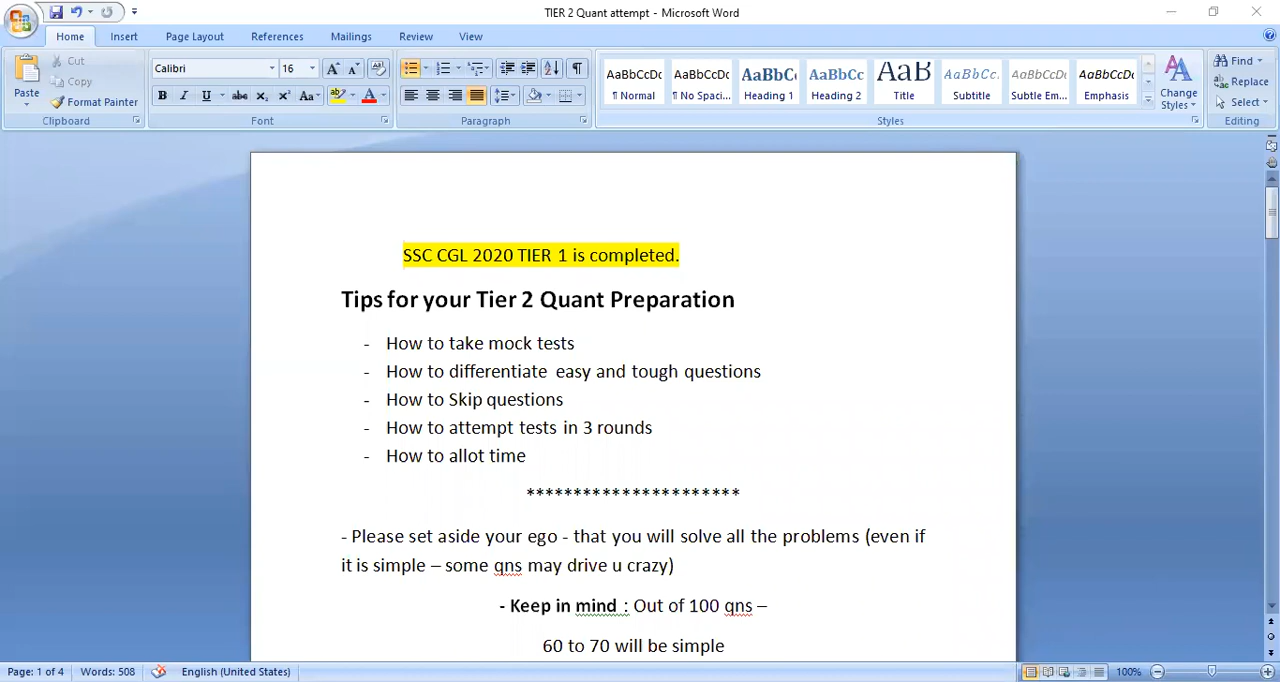 TIER 2 Quant attempt - Microsoft Word
Home Insert Page Layout References Mailings Review View
Paste
Cut
Copy
Format Painter
Clipboard
Calibri 16
B I U abc X₂ X² Aa
Font
Paragraph
AaBbCcDc AaBbCcDc AaBbC AaBbCc AaB AaBbCc. AaBbCcDc AaBbCcDc
¶ Normal ¶ No Spaci... Heading 1 Heading 2 Title Subtitle Subtle Em... Emphasis
Styles
Change Styles
Find
Replace
Select
Editing
SSC CGL 2020 TIER 1 is completed.
Tips for your Tier 2 Quant Preparation
- How to take mock tests
- How to differentiate easy and tough questions
- How to Skip questions
- How to attempt tests in 3 rounds
- How to allot time
***********************
- Please set aside your ego - that you will solve all the problems (even if
it is simple – some qns may drive u crazy)
- Keep in mind : Out of 100 qns –
60 to 70 will be simple
Page: 1 of 4 Words: 508 English (United States) 100%